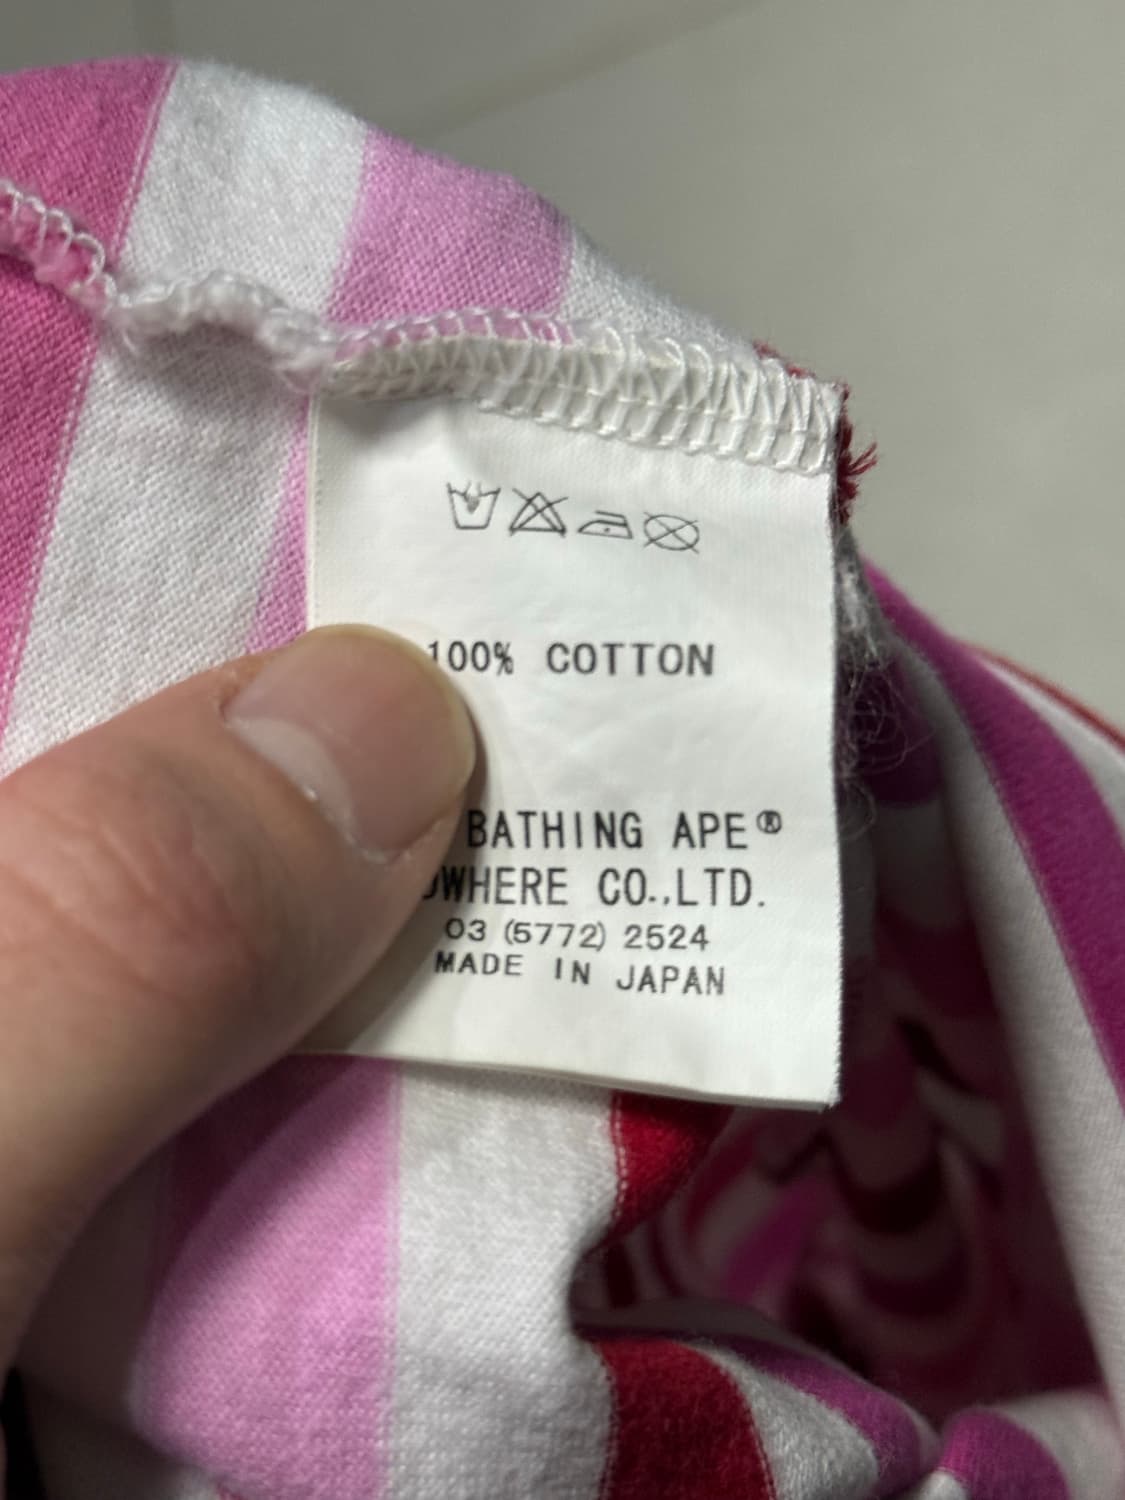 100% COTTON
BATHING APE®
WHERE CO.,LTD.
03 (5772) 2524
MADE IN JAPAN